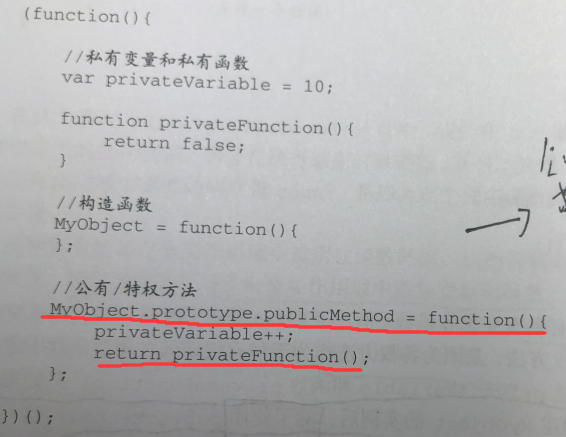 (function(){
//私有变量和私有函数
var privateVariable = 10;
function privateFunction(){
return false;
}
//构造函数
MyObject = function(){
};
//公有/特权方法
MyObject.prototype.publicMethod = function(){
privateVariable++;
return privateFunction();
};
})();